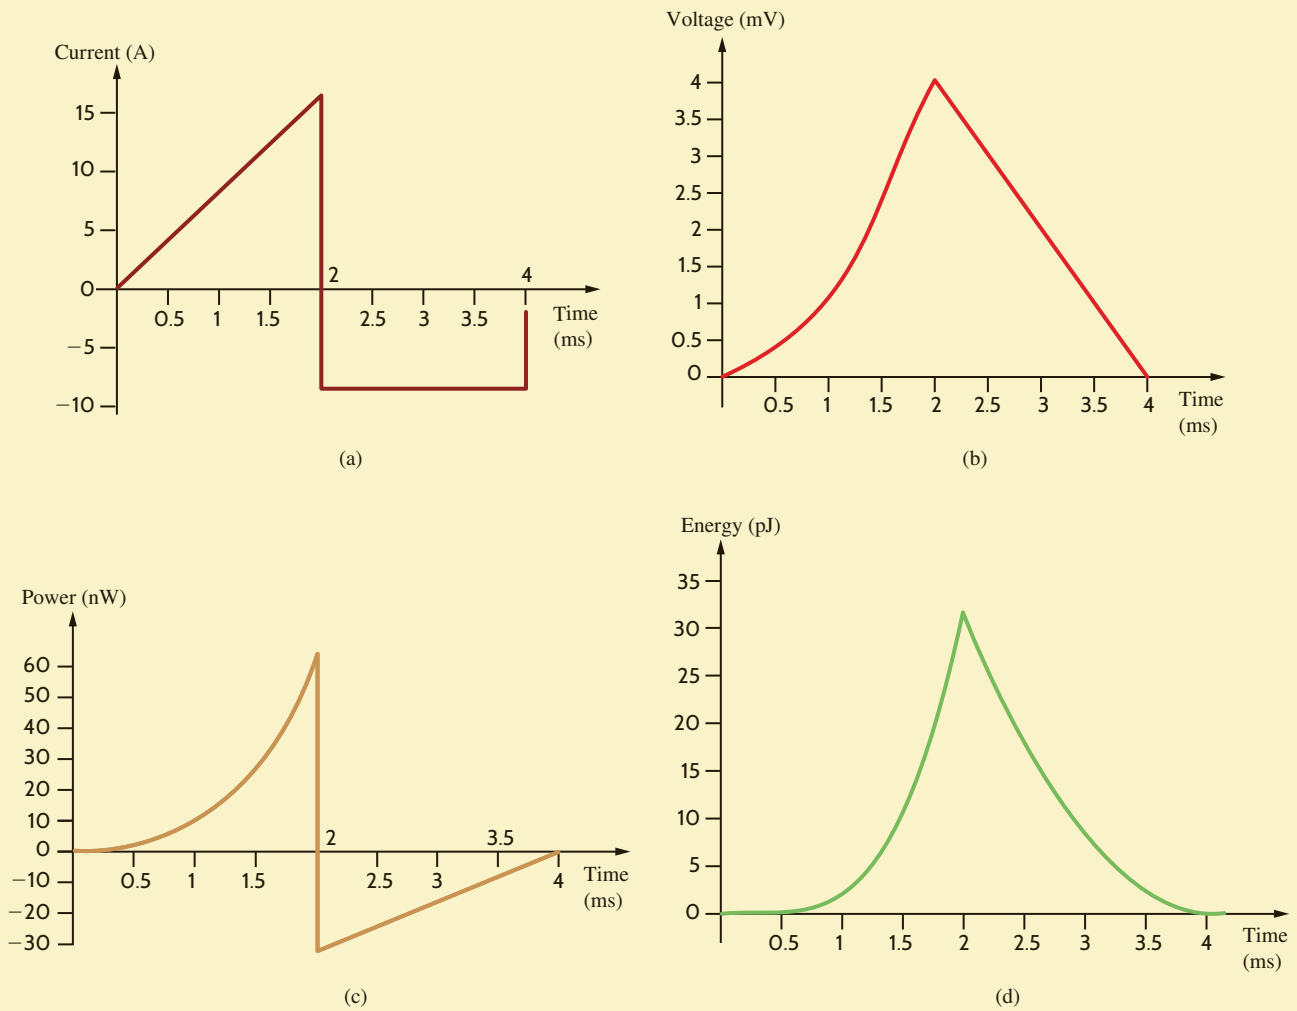 Current (A)
15
10
5
0
−5
−10
2
4
0.5 1 1.5 2.5 3 3.5
Time
(ms)
(a)
Voltage (mV)
4
3.5
3
2.5
2
1.5
1
0.5
0
0.5 1 1.5 2 2.5 3 3.5 4
Time
(ms)
(b)
Power (nW)
60
50
40
30
20
10
0
−10
−20
−30
2
3.5
0.5 1 1.5 2.5 3 4
Time
(ms)
(c)
Energy (pJ)
35
30
25
20
15
10
5
0
0.5 1 1.5 2 2.5 3 3.5 4
Time
(ms)
(d)